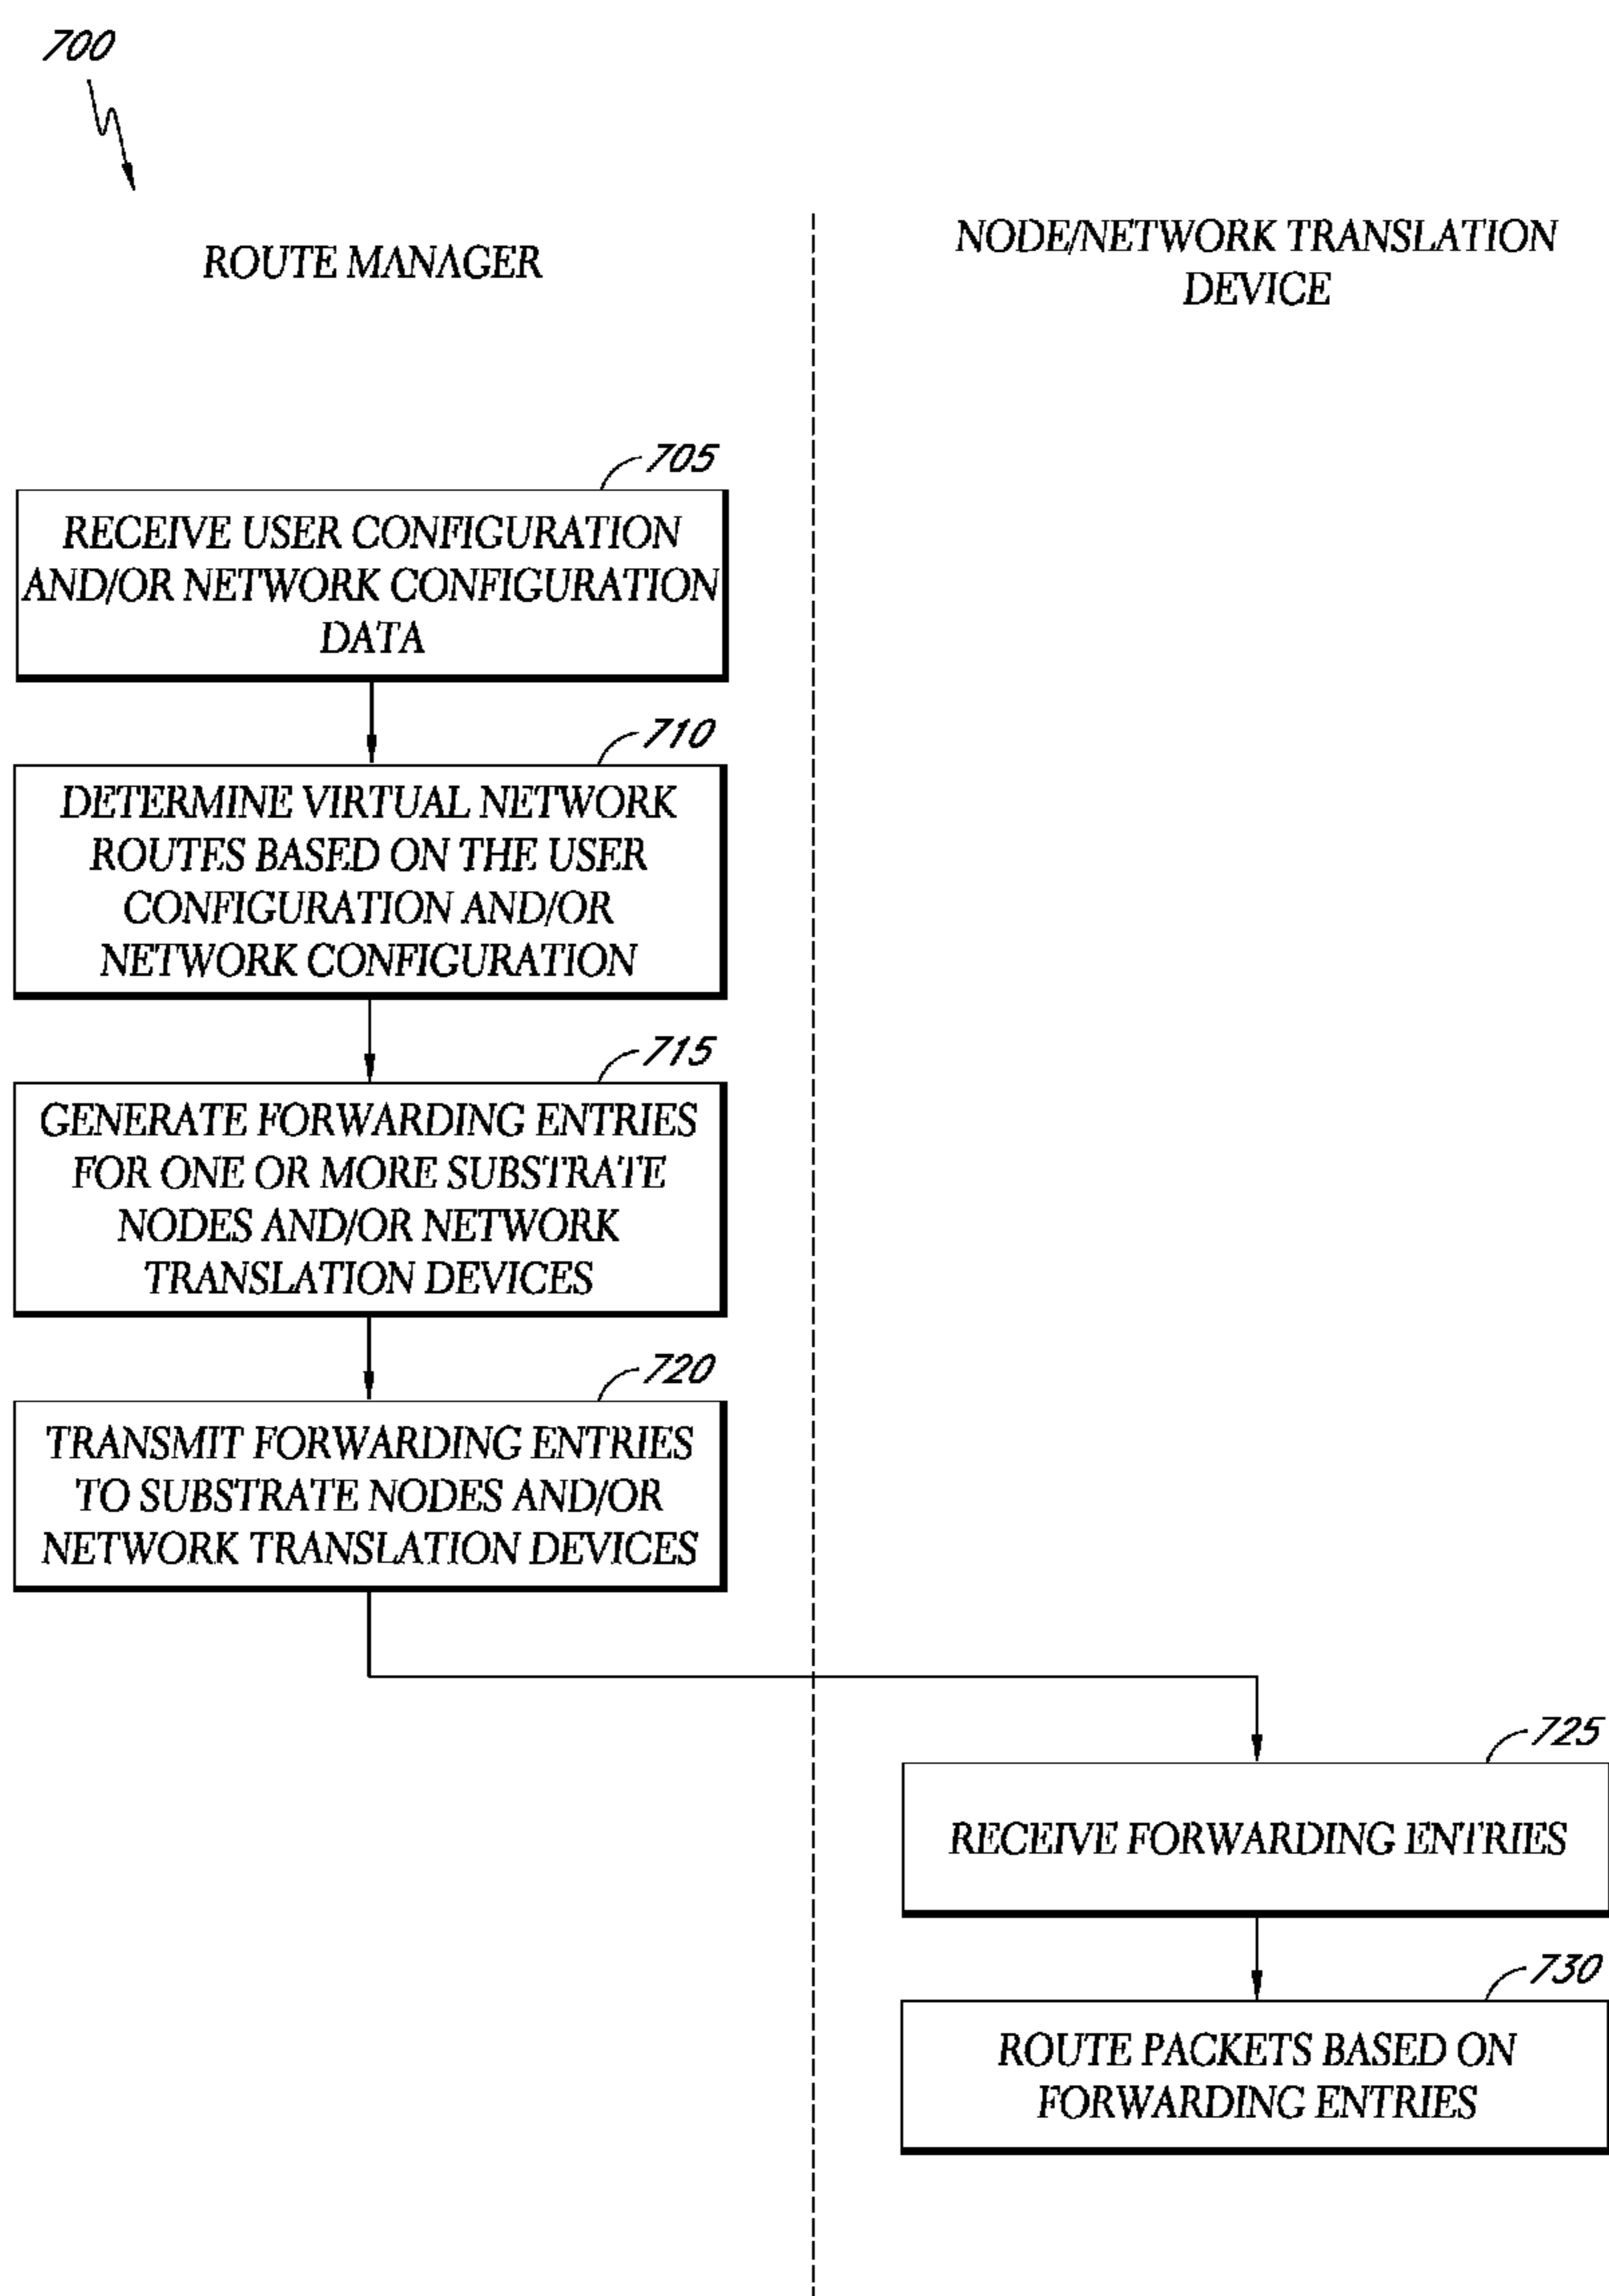 700
ROUTE MANAGER
NODE/NETWORK TRANSLATION
DEVICE
705
RECEIVE USER CONFIGURATION
AND/OR NETWORK CONFIGURATION
DATA
710
DETERMINE VIRTUAL NETWORK
ROUTES BASED ON THE USER
CONFIGURATION AND/OR
NETWORK CONFIGURATION
715
GENERATE FORWARDING ENTRIES
FOR ONE OR MORE SUBSTRATE
NODES AND/OR NETWORK
TRANSLATION DEVICES
720
TRANSMIT FORWARDING ENTRIES
TO SUBSTRATE NODES AND/OR
NETWORK TRANSLATION DEVICES
725
RECEIVE FORWARDING ENTRIES
730
ROUTE PACKETS BASED ON
FORWARDING ENTRIES